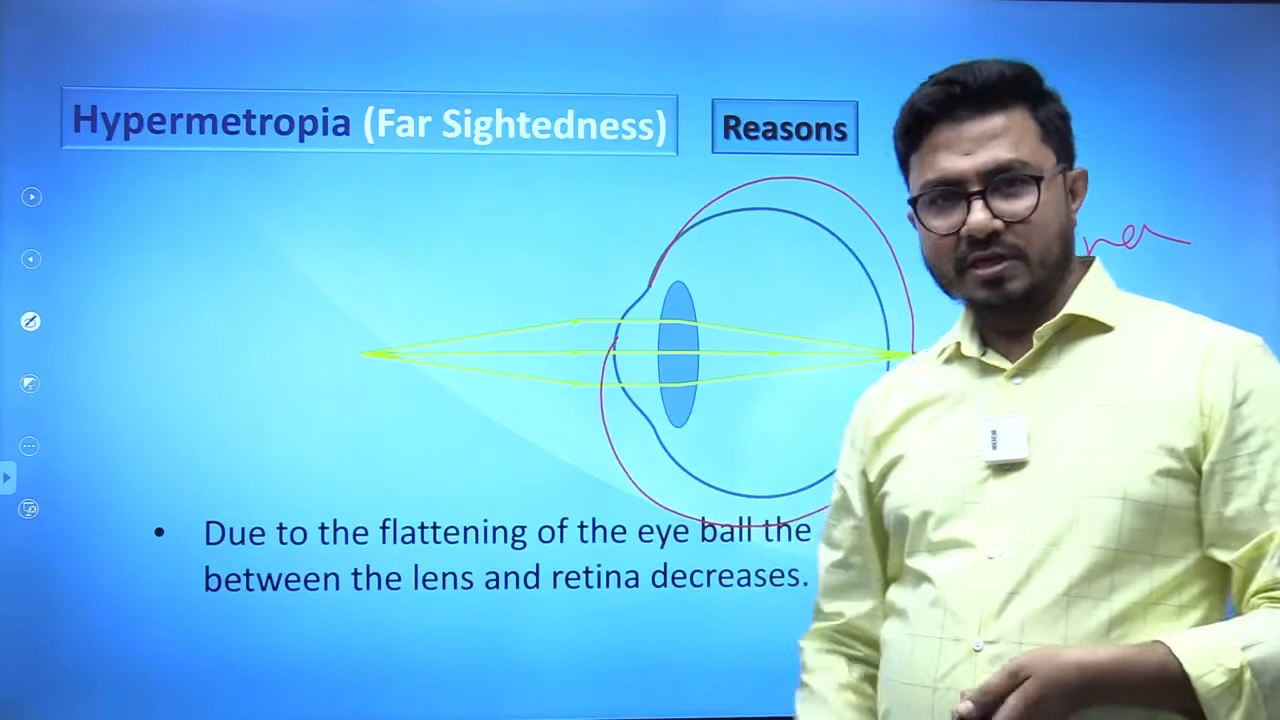 Hypermetropia (Far Sightedness)
Reasons
• Due to the flattening of the eye ball the
between the lens and retina decreases.